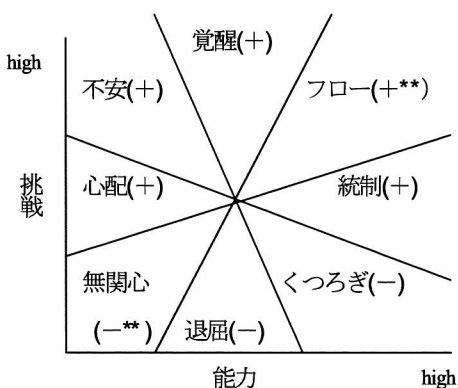 覚醒(+)
high
不安(+)
フロー(+**)
挑戦
心配(+)
統制(+)
無関心
(-**)
くつろぎ(-)
退屈(-)
能力
high